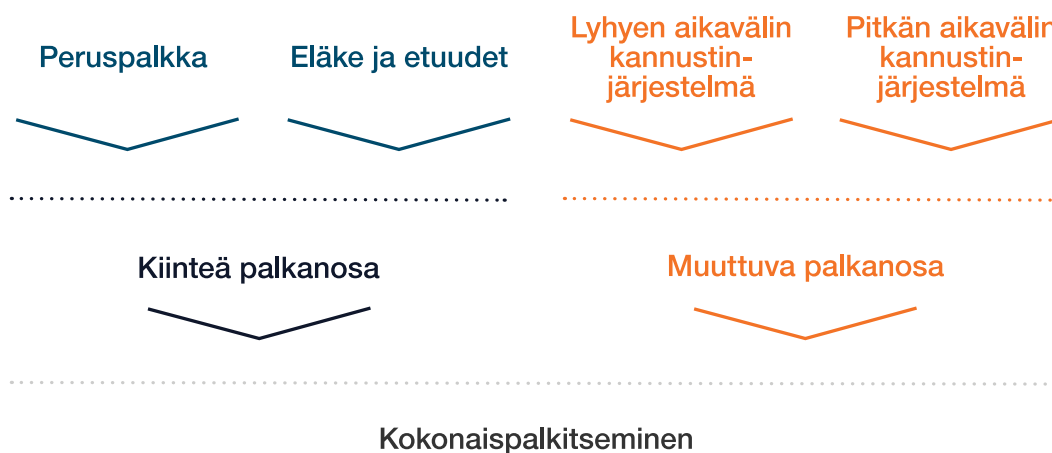 Peruspalkka
Eläke ja etuudet
Lyhyen aikavälin
kannustin-
järjestelmä
Pitkän aikavälin
kannustin-
järjestelmä
Kiinteä palkanosa
Muuttuva palkanosa
Kokonaispalkitseminen